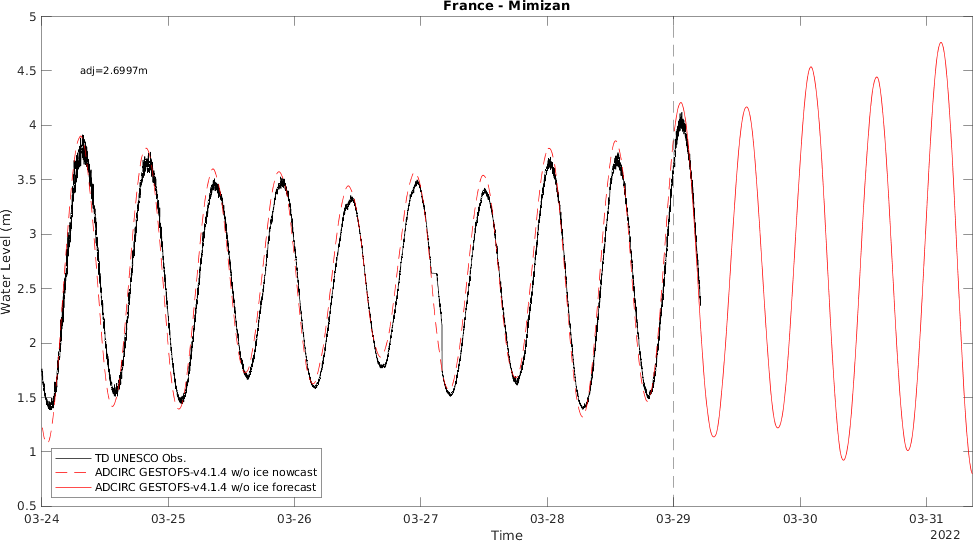 France - Mimizan
5
4.5
4
3.5
3
2.5
2
1.5
1
0.5
Water Level (m)
adj=2.6997m
TD UNESCO Obs.
ADCIRC GESTOFS-v4.1.4 w/o ice nowcast
ADCIRC GESTOFS-v4.1.4 w/o ice forecast
03-24 03-25 03-26 03-27 03-28 03-29 03-30 03-31
Time
2022